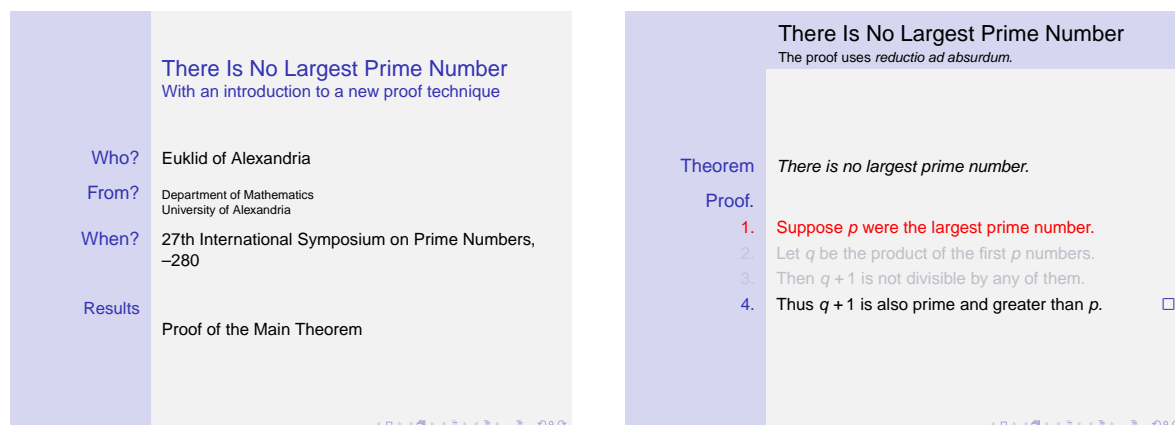 There Is No Largest Prime Number
With an introduction to a new proof technique
Who? Euklid of Alexandria
From? Department of Mathematics
University of Alexandria
When? 27th International Symposium on Prime Numbers,
–280
Results
Proof of the Main Theorem
There Is No Largest Prime Number
The proof uses reductio ad absurdum.
Theorem There is no largest prime number.
Proof.
1. Suppose p were the largest prime number.
2. Let q be the product of the first p numbers.
3. Then q + 1 is not divisible by any of them.
4. Thus q + 1 is also prime and greater than p. □